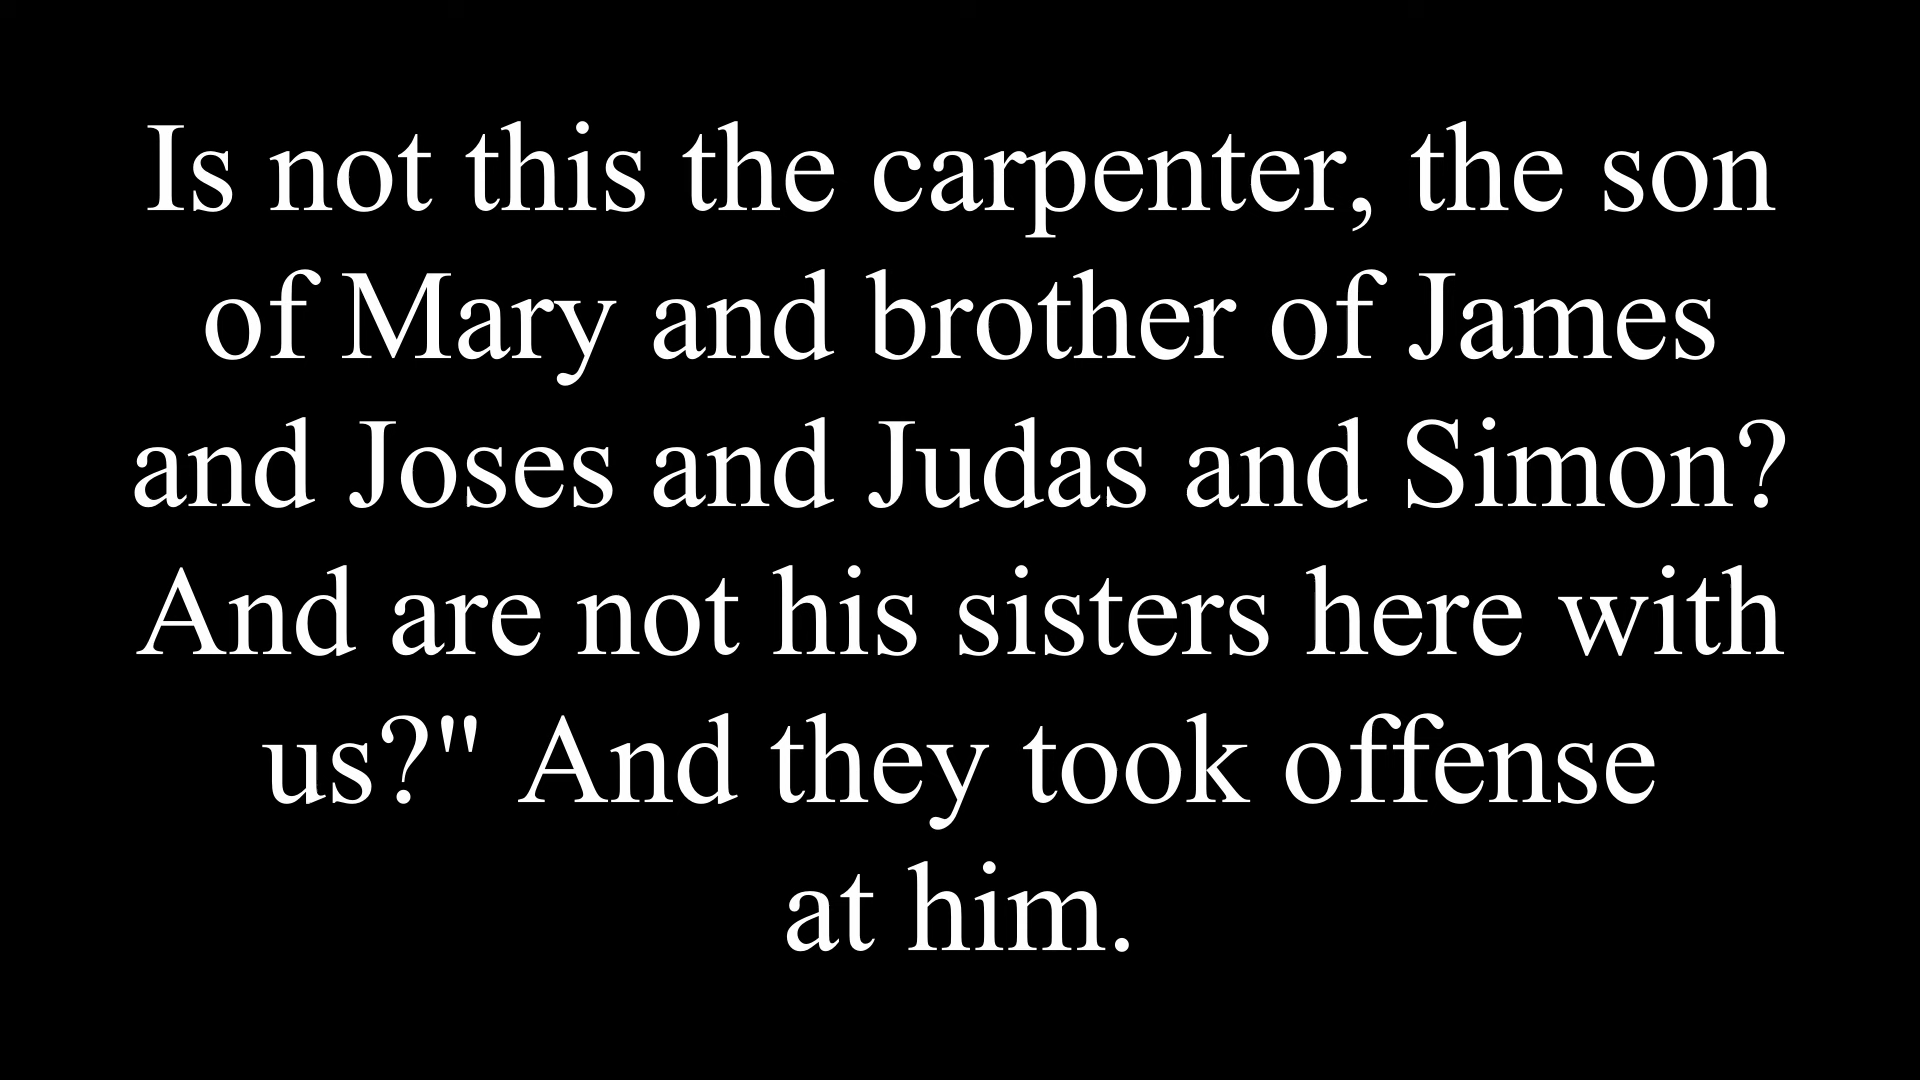 Is not this the carpenter, the son
of Mary and brother of James
and Joses and Judas and Simon?
And are not his sisters here with
us?" And they took offense
at him.